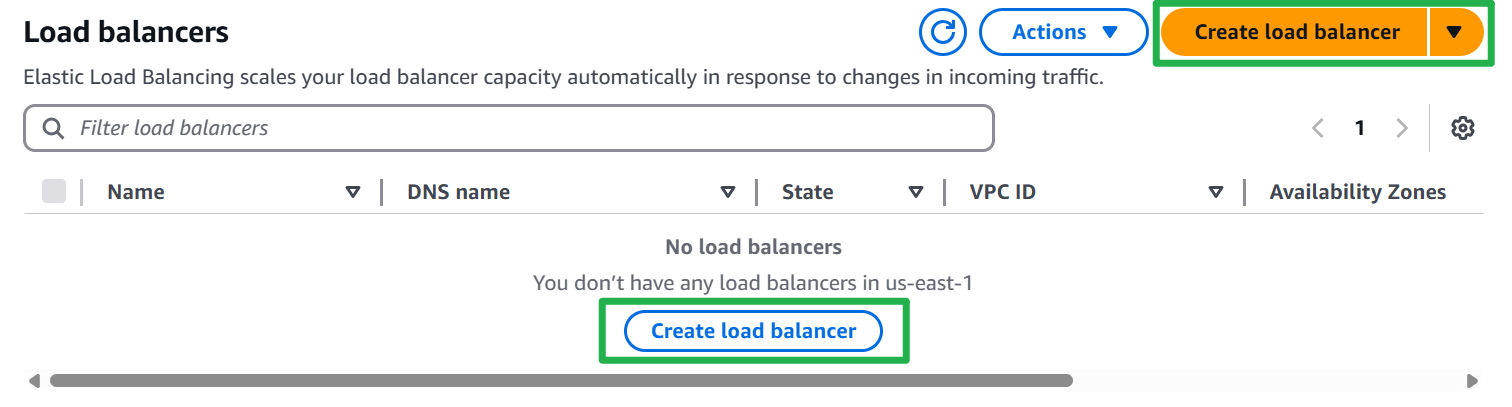 Load balancers
Actions
Create load balancer
Elastic Load Balancing scales your load balancer capacity automatically in response to changes in incoming traffic.
Filter load balancers
1
Name
DNS name
State
VPC ID
Availability Zones
No load balancers
You don’t have any load balancers in us-east-1
Create load balancer